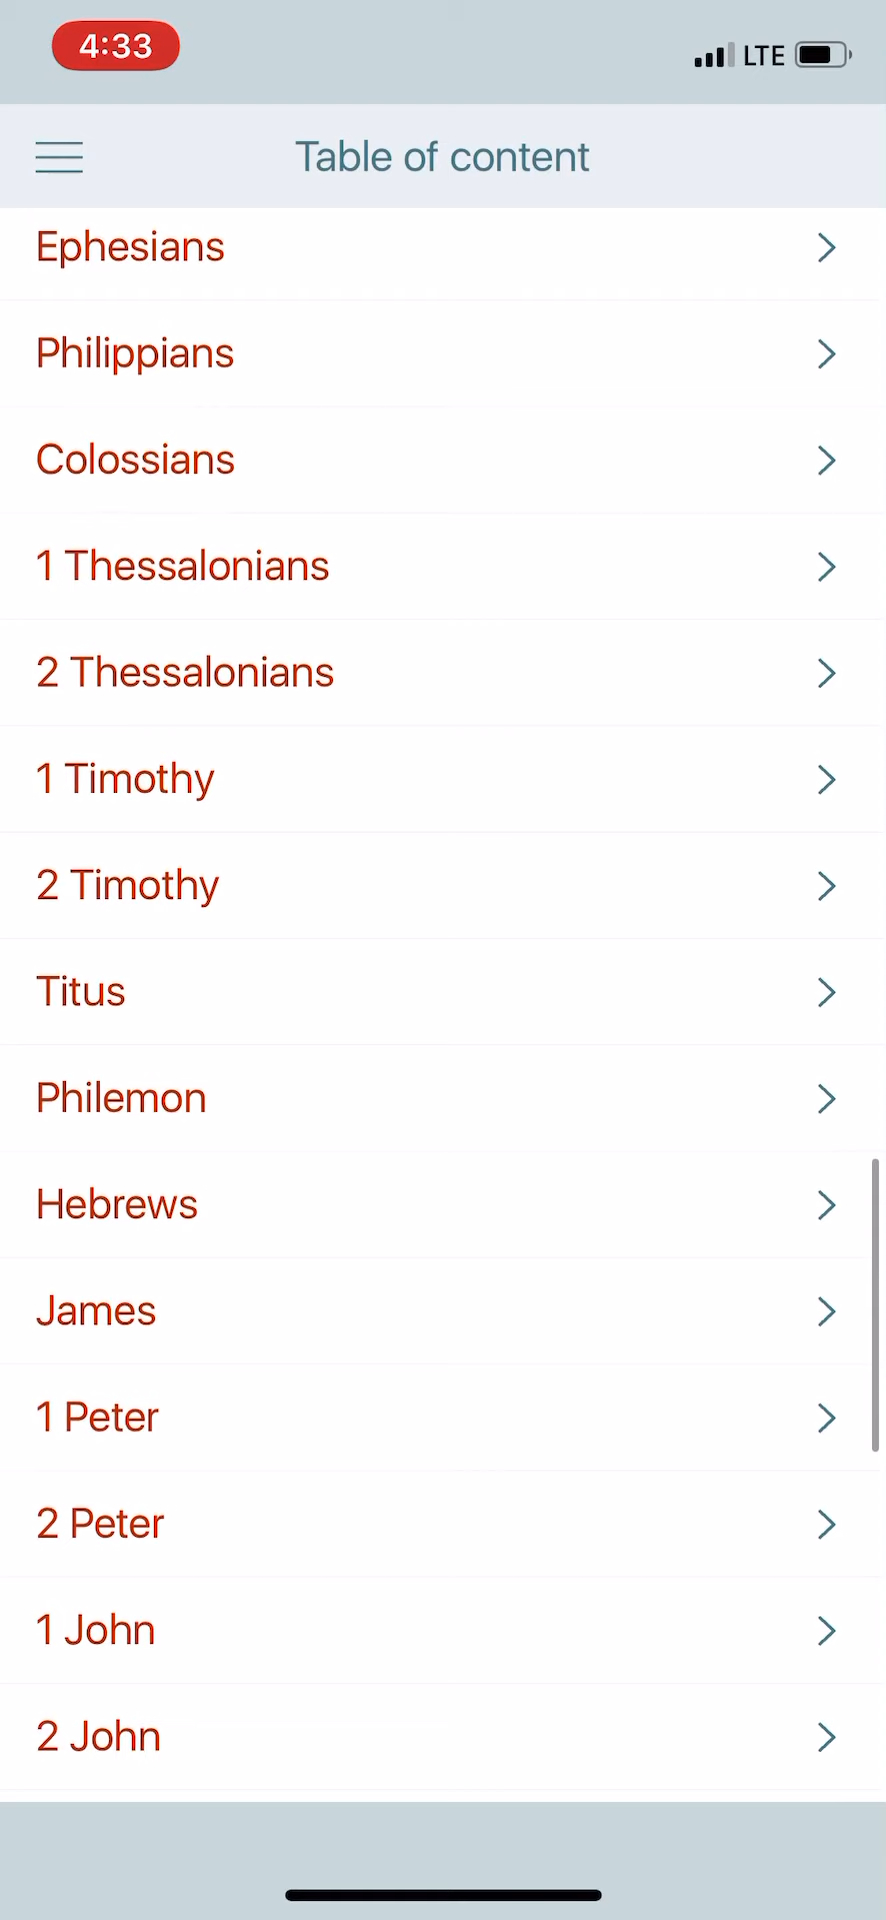 4:33
LTE
Table of content
Ephesians
Philippians
Colossians
1 Thessalonians
2 Thessalonians
1 Timothy
2 Timothy
Titus
Philemon
Hebrews
James
1 Peter
2 Peter
1 John
2 John